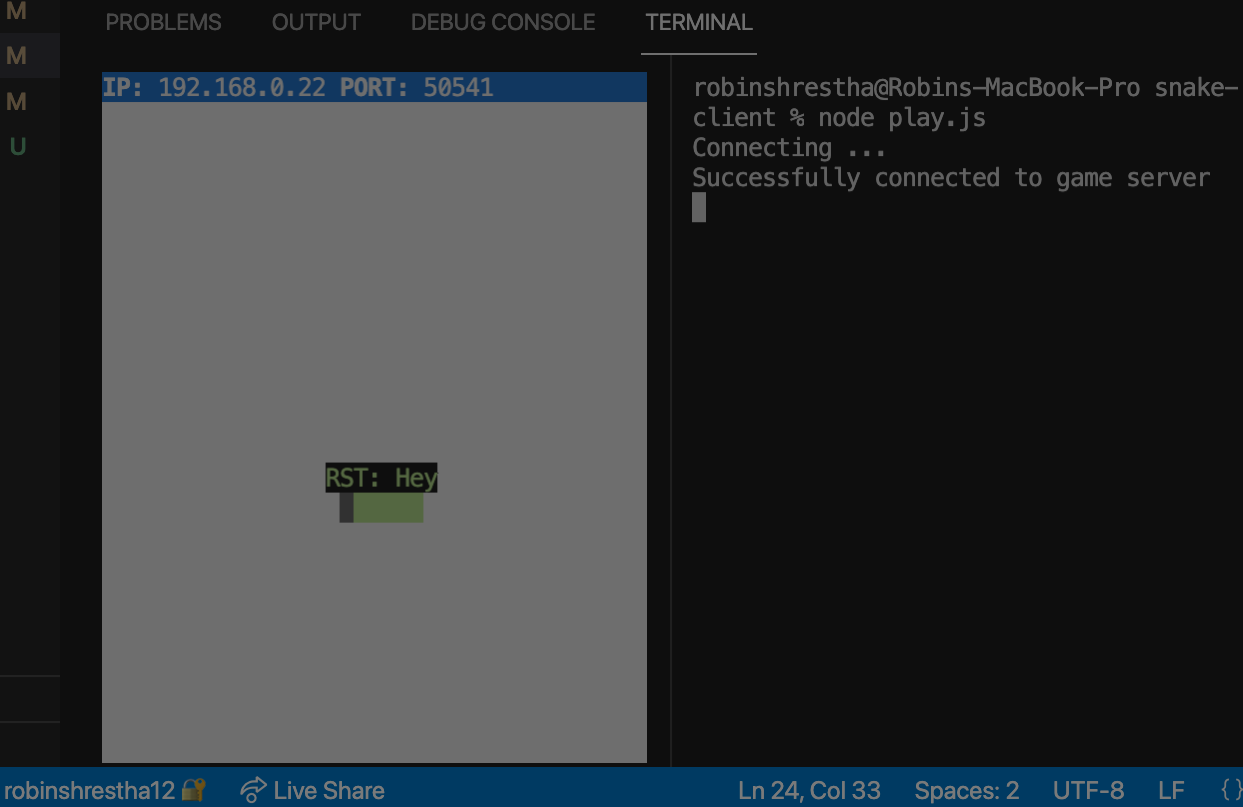 M
M
M
U
PROBLEMS OUTPUT DEBUG CONSOLE TERMINAL
IP: 192.168.0.22 PORT: 50541
RST: Hey
robinshrestha@Robins-MacBook-Pro snake-
client % node play.js
Connecting ...
Successfully connected to game server
robinshrestha12 Live Share Ln 24, Col 33 Spaces: 2 UTF-8 LF {}